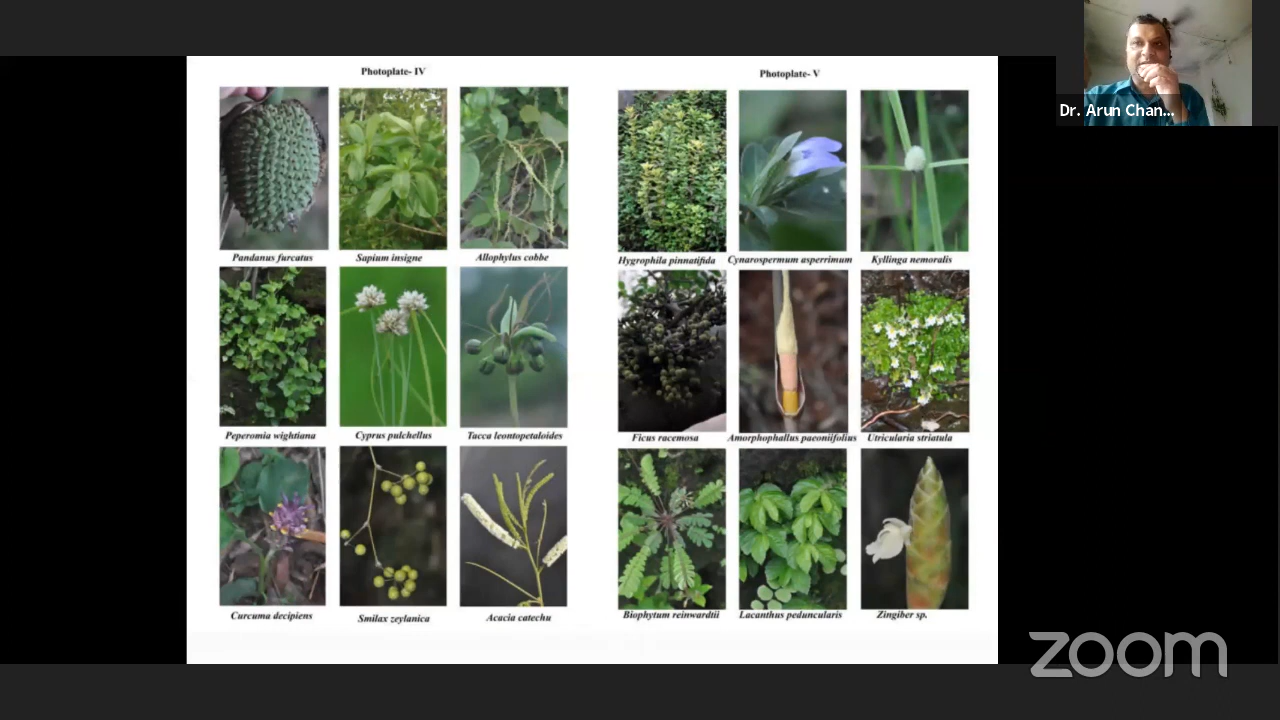 Photoplate- IV
Pandanus furcatus
Sapium insigne
Allophylus cobbe
Peperomia wightiana
Cyprus pulchellus
Tacca leontopetaloides
Curcuma decipiens
Smilax zeylanica
Acacia catechu
Photoplate- V
Hygrophila pinnatifida
Cynarospermum asperrimum
Kyllinga nemoralis
Ficus racemosa
Amorphophallus paeoniifolius
Utricularia striatula
Biophytum reinwardtii
Lacanthus peduncularis
Zingiber sp.
Dr. Arun Chan...
zoom